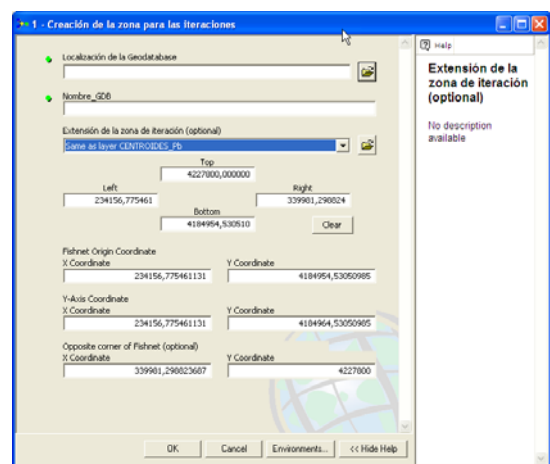 1 - Creación de la zona para las iteraciones
Localización de la Geodatabase
Nombre_GDB
Extensión de la zona de iteración (optional)
Same as layer CENTROIDES_Pb
Top
4227800,000000
Left
Right
234156,775461
339981,298824
Bottom
4184954,530510
Clear
Fishnet Origin Coordinate
X Coordinate
Y Coordinate
234156,775461131
4184954,53050985
Y-Axis Coordinate
X Coordinate
Y Coordinate
234156,775461131
4184964,53050985
Opposite corner of Fishnet (optional)
X Coordinate
Y Coordinate
339981,298823687
4227800
OK
Cancel
Environments...
<< Hide Help
Help
Extensión de la
zona de iteración
(optional)
No description
available